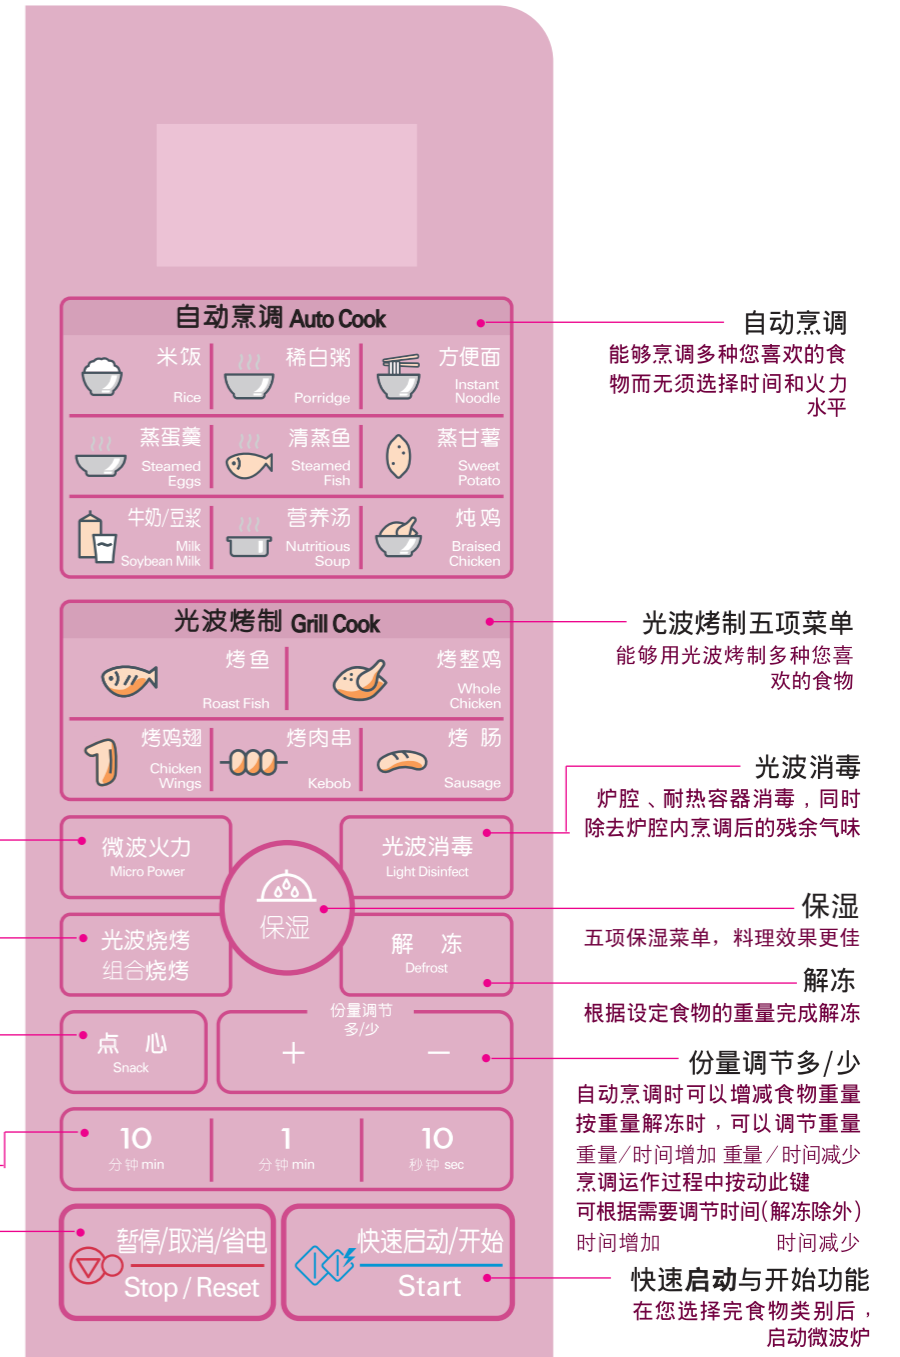 自动烹调 Auto Cook
米饭
Rice
稀白粥
Porridge
方便面
Instant
Noodle
蒸蛋羹
Steamed
Eggs
清蒸鱼
Steamed
Fish
蒸甘薯
Sweet
Potato
牛奶/豆浆
Milk
Soybean Milk
营养汤
Nutritious
Soup
炖鸡
Braised
Chicken
光波烤制 Grill Cook
烤鱼
Roast Fish
烤整鸡
Whole
Chicken
烤鸡翅
Chicken
Wings
烤肉串
Kebob
烤 肠
Sausage
微波火力
Micro Power
光波消毒
Light Disinfect
保湿
光波烧烤
组合烧烤
解 冻
Defrost
点 心
Snack
份量调节
多/少
+ −
10
分钟 min
1
分钟 min
10
秒钟 sec
暂停/取消/省电
Stop / Reset
快速启动/开始
Start
自动烹调
能够烹调多种您喜欢的食
物而无须选择时间和火力
水平
光波烤制五项菜单
能够用光波烤制多种您喜
欢的食物
光波消毒
炉腔、耐热容器消毒，同时
除去炉腔内烹调后的残余气味
保湿
五项保湿菜单，料理效果更佳
解冻
根据设定食物的重量完成解冻
份量调节多/少
自动烹调时可以增减食物重量
按重量解冻时，可以调节重量
重量/时间增加 重量/时间减少
烹调运作过程中按动此键
可根据需要调节时间(解冻除外)
时间增加 时间减少
快速启动与开始功能
在您选择完食物类别后，
启动微波炉